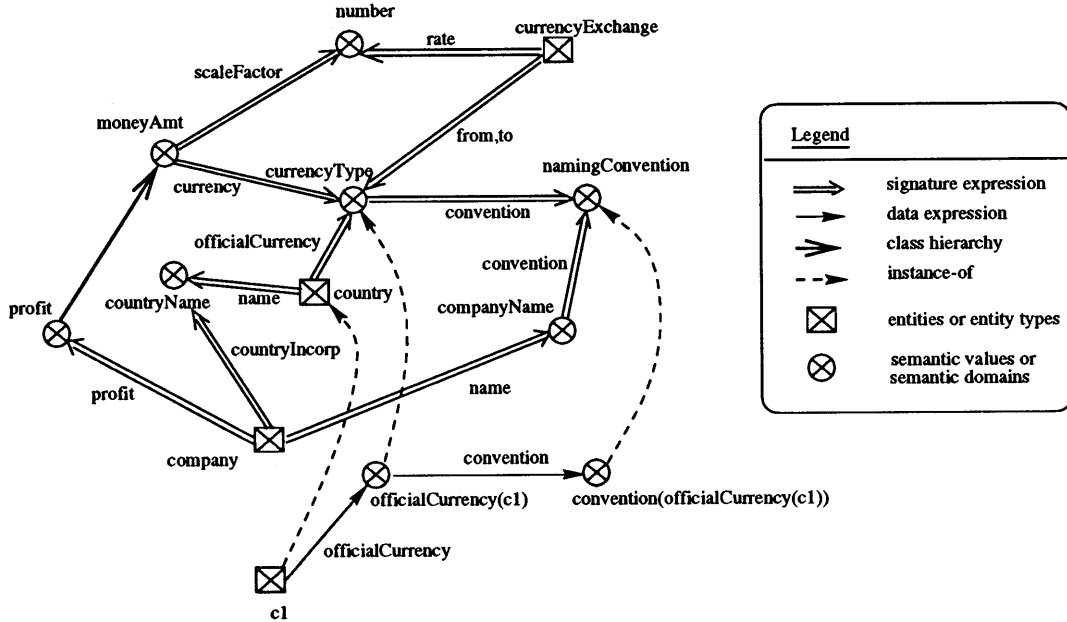 number
currencyExchange
rate
scaleFactor
moneyAmt
from,to
currencyType
namingConvention
currency
convention
officialCurrency
convention
name
country
countryName
companyName
profit
countryIncorp
profit
name
company
convention
officialCurrency(c1)
convention(officialCurrency(c1))
officialCurrency
c1
Legend
signature expression
data expression
class hierarchy
instance-of
entities or entity types
semantic values or
semantic domains